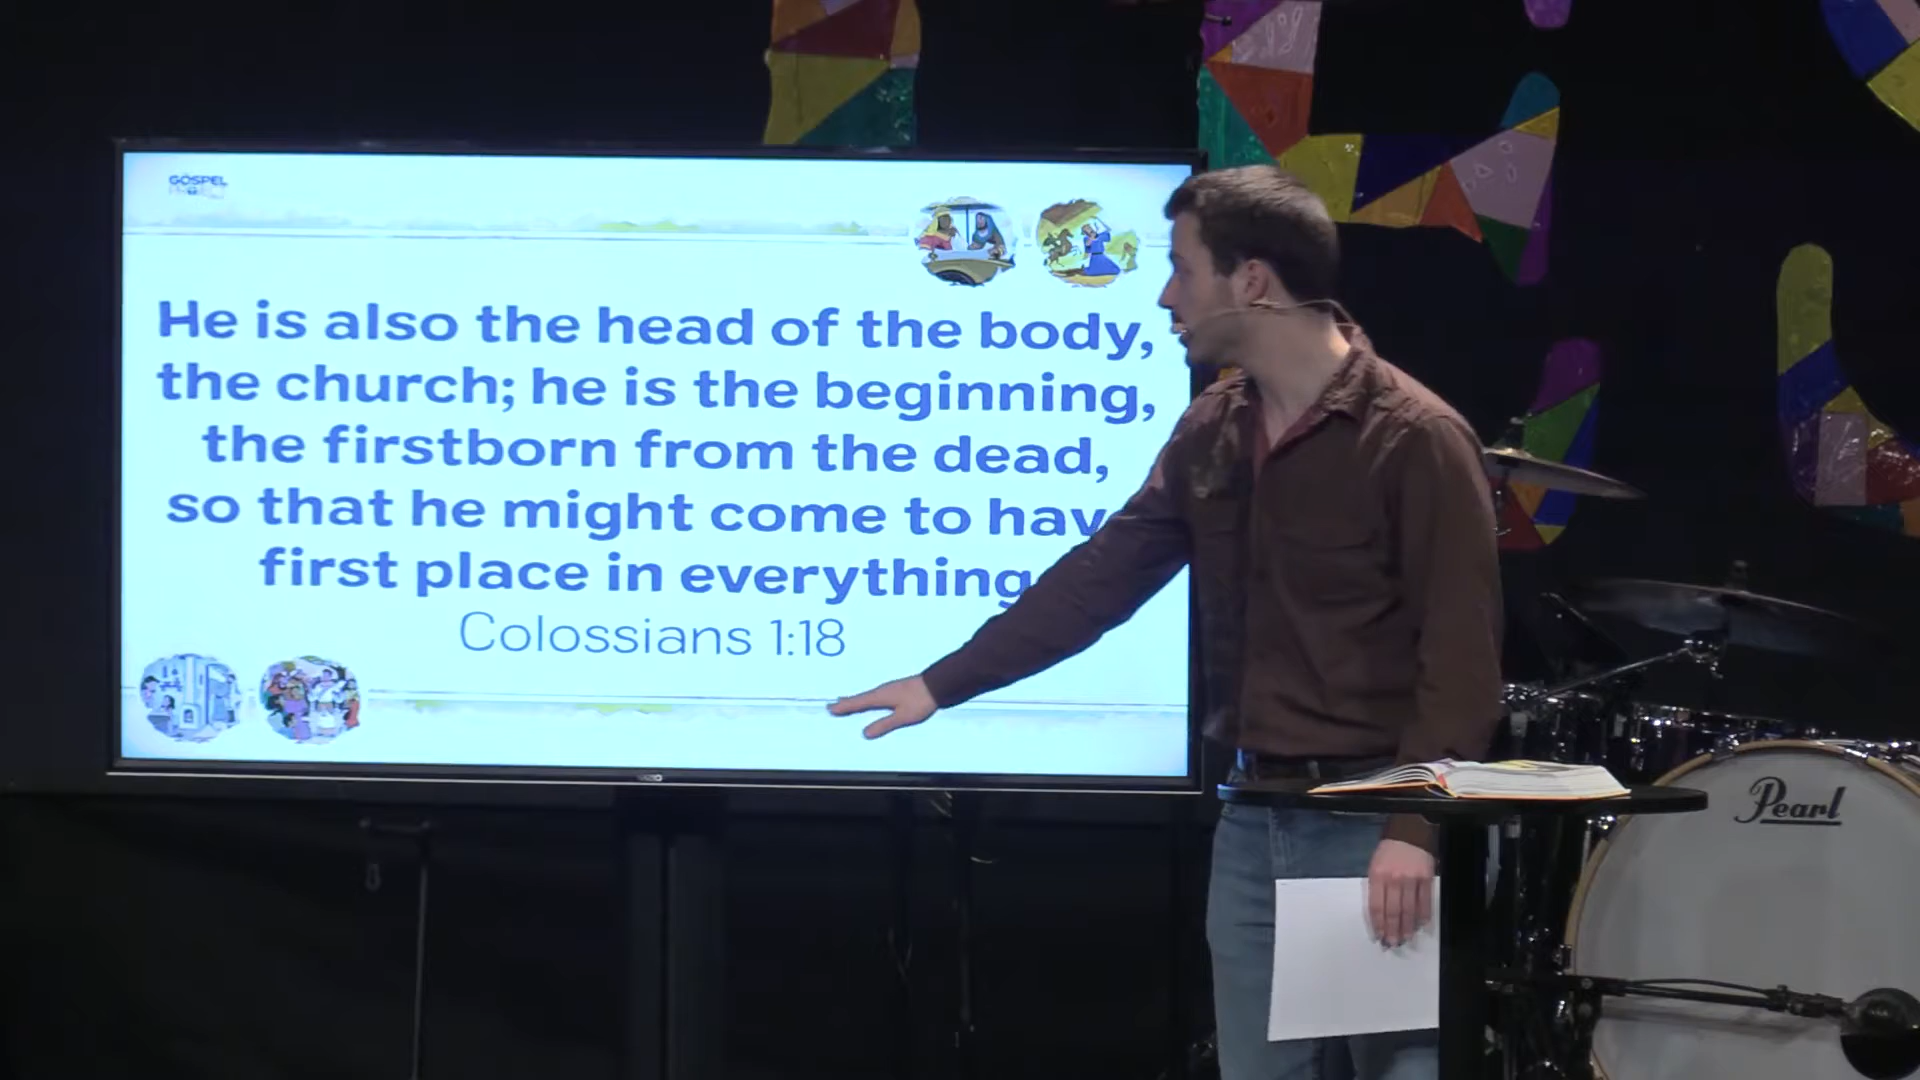 GOSPEL
He is also the head of the body,
the church; he is the beginning,
the firstborn from the dead,
so that he might come to hav
first place in everything
Colossians 1:18
VIZIO
Pearl